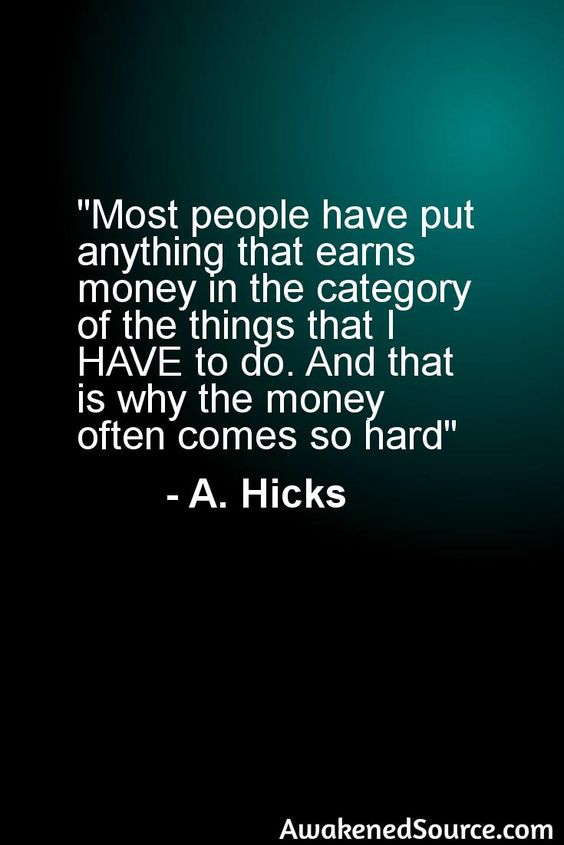 "Most people have put
anything that earns
money in the category
of the things that I
HAVE to do. And that
is why the money
often comes so hard"
- A. Hicks
AwakenedSource.com